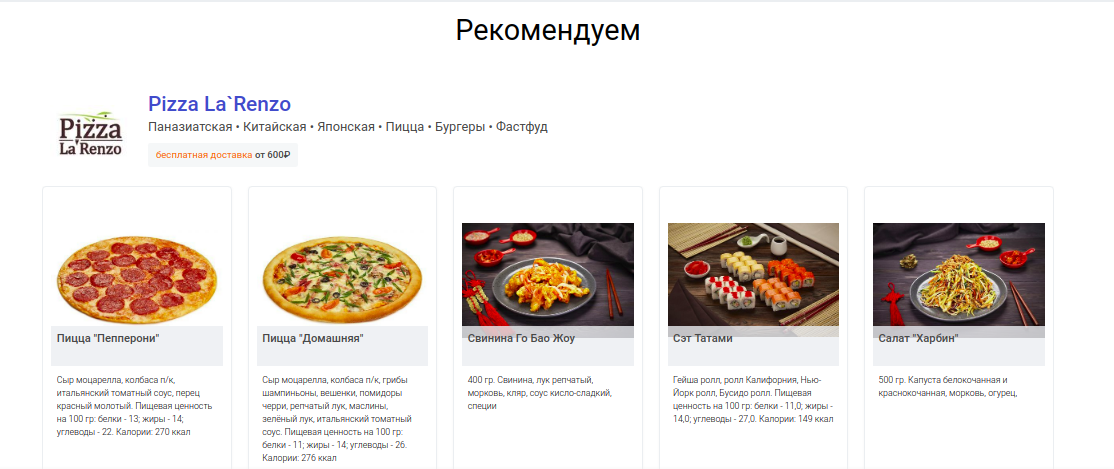 Рекомендуем
Pizza
La`Renzo
Pizza La`Renzo
Паназиатская • Китайская • Японская • Пицца • Бургеры • Фастфуд
бесплатная доставка от 600₽
Пицца "Пепперони"
Сыр моцарелла, колбаса п/к,
итальянский томатный соус, перец
красный молотый. Пищевая ценность
на 100 гр: белки - 13; жиры - 14;
углеводы - 22. Калории: 270 ккал
Пицца "Домашняя"
Сыр моцарелла, колбаса п/к, грибы
шампиньоны, вешенки, помидоры
черри, репчатый лук, маслины,
зелёный лук, итальянский томатный
соус. Пищевая ценность на 100 гр:
белки - 11; жиры - 14; углеводы - 26.
Калории: 276 ккал
Свинина Го Бао Жоу
400 гр. Свинина, лук репчатый,
морковь, кляр, соус кисло-сладкий,
специи
Сэт Татами
Гейша ролл, ролл Калифорния, Нью-
Йорк ролл, Бусидо ролл. Пищевая
ценность на 100 гр: белки - 11,0; жиры -
14,0; углеводы - 27,0. Калории: 149 ккал
Салат "Харбин"
500 гр. Капуста белокочанная и
краснокочанная, морковь, огурец,